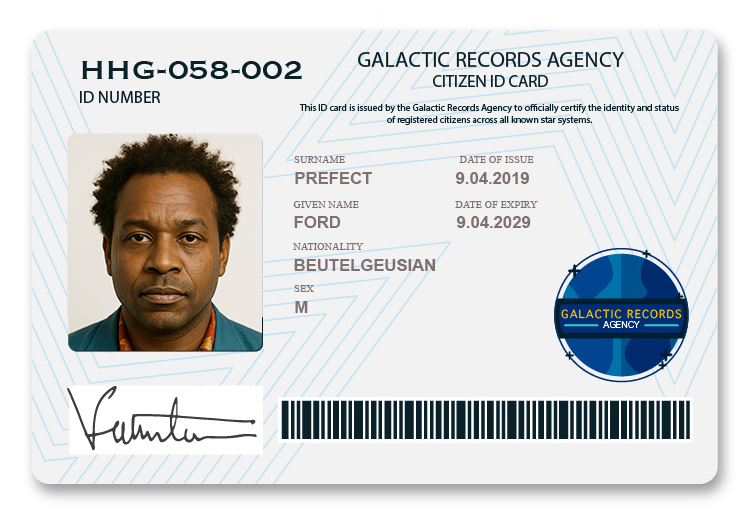 HHG-058-002
ID NUMBER
GALACTIC RECORDS AGENCY
CITIZEN ID CARD
This ID card is issued by the Galactic Records Agency to officially certify the identity and status
of registered citizens across all known star systems.
SURNAME
PREFECT
DATE OF ISSUE
9.04.2019
GIVEN NAME
FORD
DATE OF EXPIRY
9.04.2029
NATIONALITY
BEUTELGEUSIAN
SEX
M
GALACTIC RECORDS
AGENCY